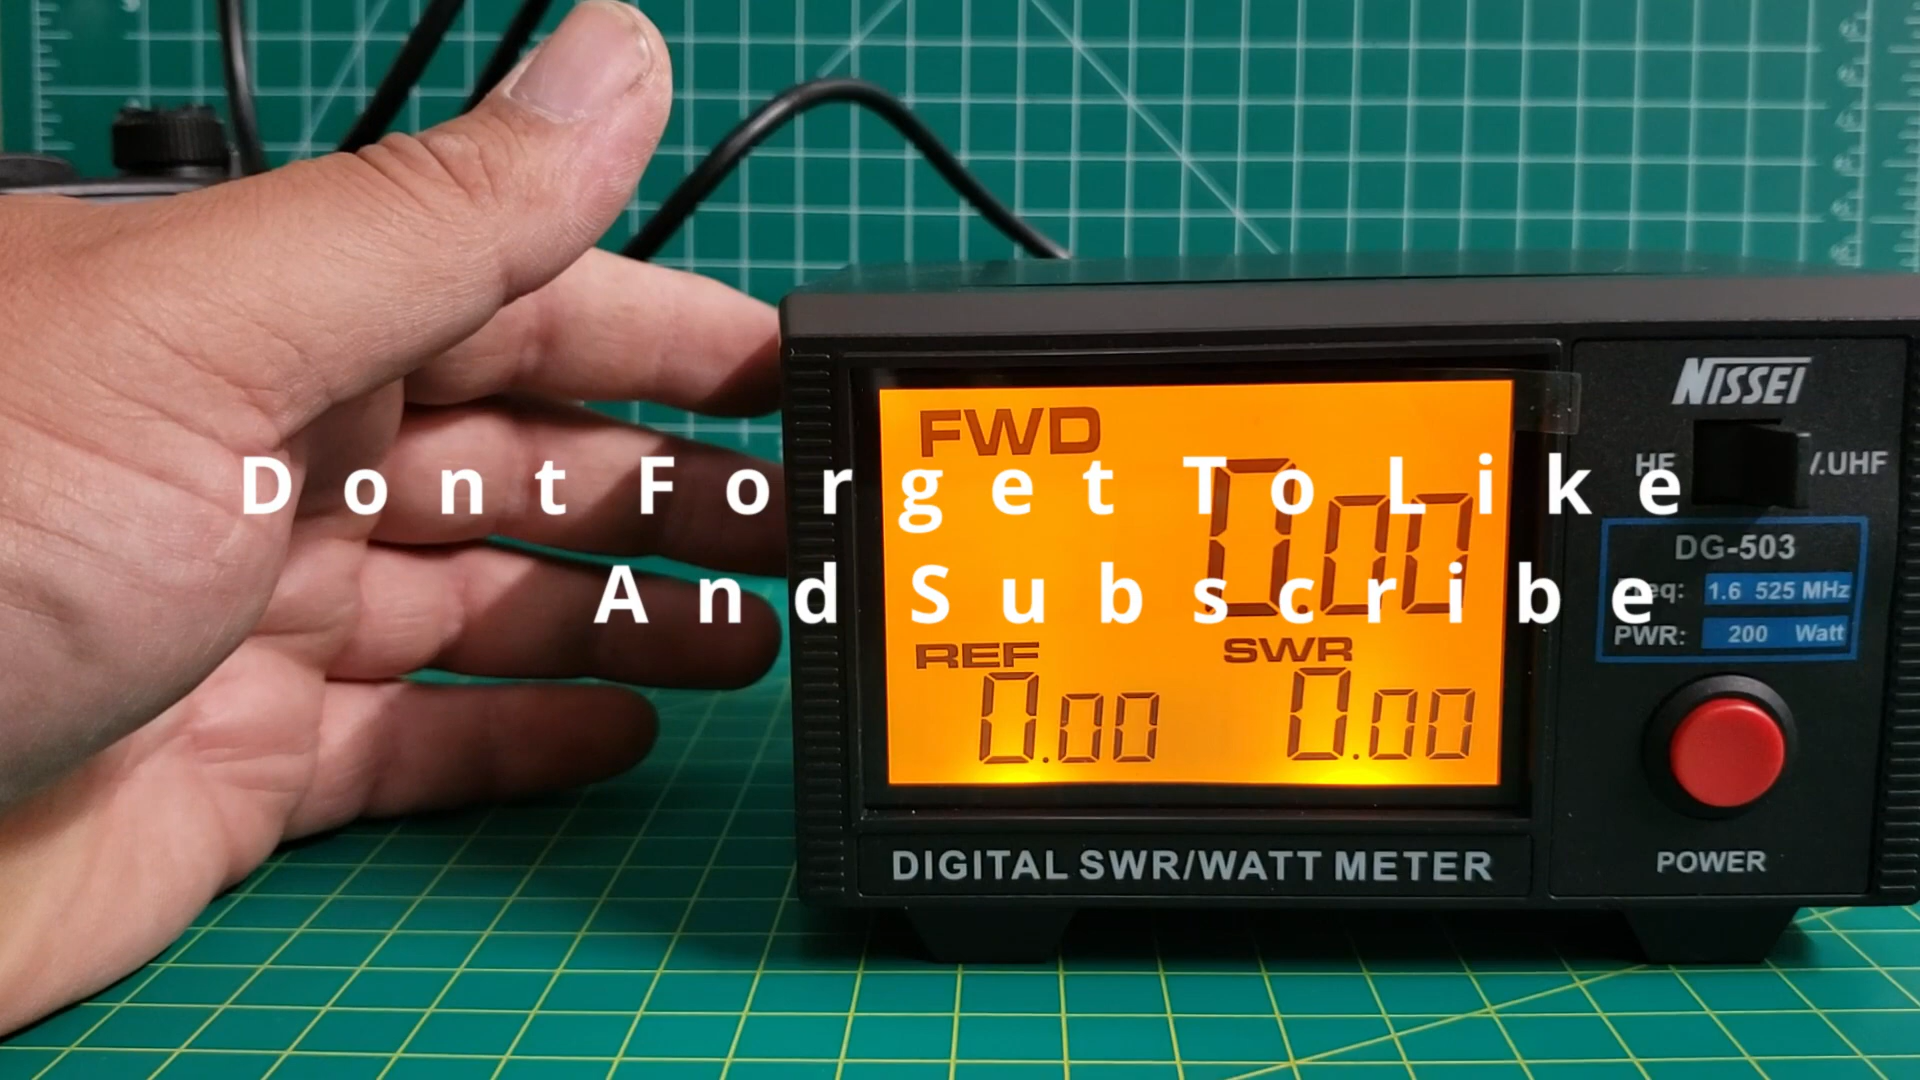 NISSEI
FWD
HF V.UHF
Dont Forget To Like
0.00
DG-503
Freq: 1.6 525 MHz
And Subscribe
PWR: 200 Watt
REF SWR
0.00 0.00
DIGITAL SWR/WATT METER
POWER